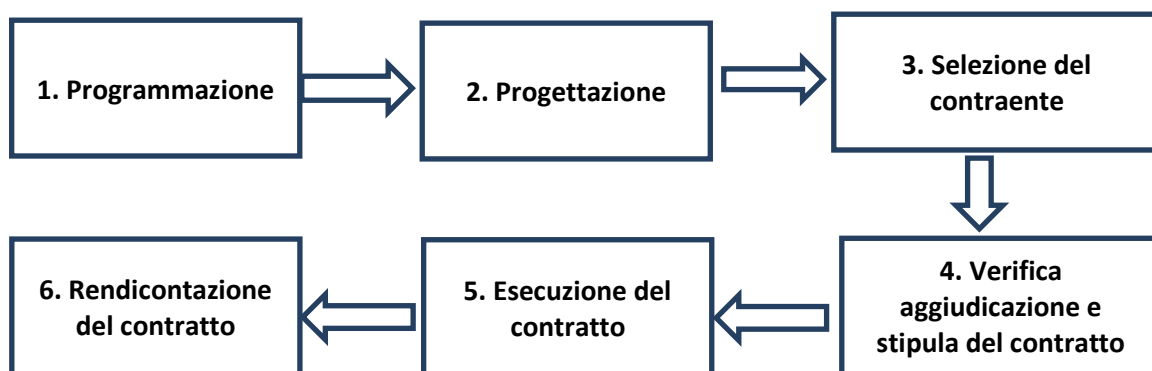 1. Programmazione
2. Progettazione
3. Selezione del
contraente
4. Verifica
aggiudicazione e
stipula del contratto
5. Esecuzione del
contratto
6. Rendicontazione
del contratto